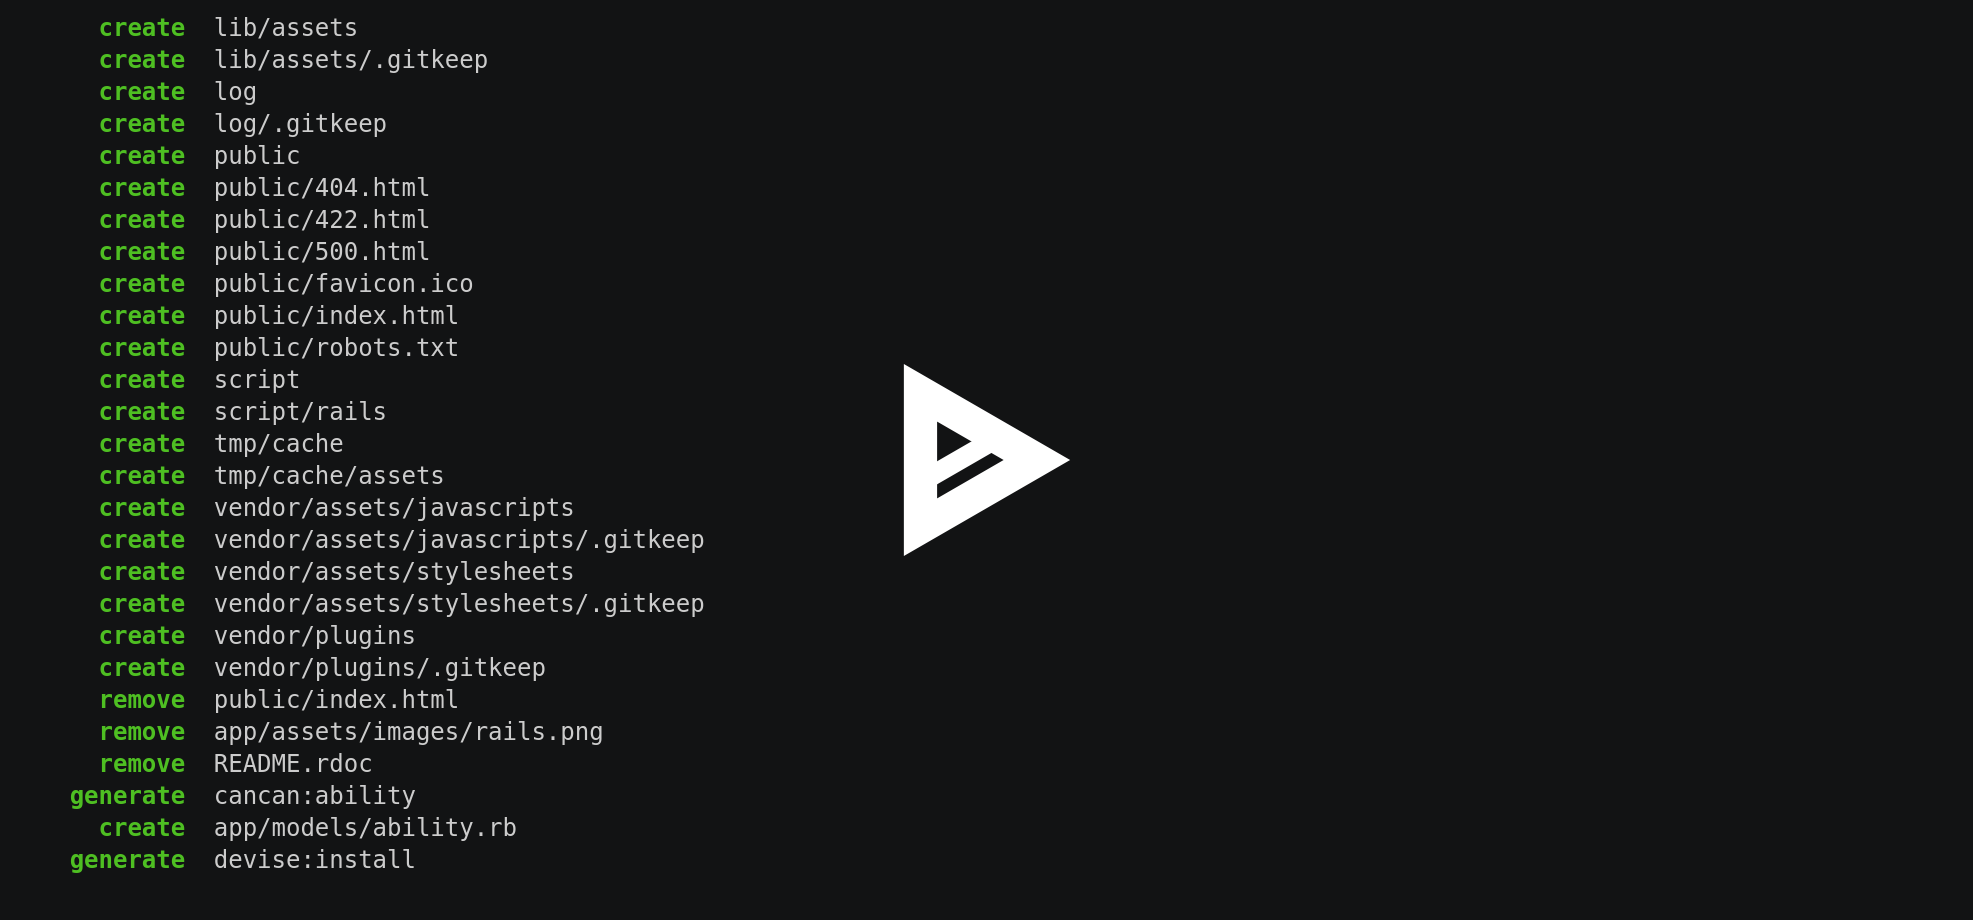 create  lib/assets
create  lib/assets/.gitkeep
create  log
create  log/.gitkeep
create  public
create  public/404.html
create  public/422.html
create  public/500.html
create  public/favicon.ico
create  public/index.html
create  public/robots.txt
create  script
create  script/rails
create  tmp/cache
create  tmp/cache/assets
create  vendor/assets/javascripts
create  vendor/assets/javascripts/.gitkeep
create  vendor/assets/stylesheets
create  vendor/assets/stylesheets/.gitkeep
create  vendor/plugins
create  vendor/plugins/.gitkeep
remove  public/index.html
remove  app/assets/images/rails.png
remove  README.rdoc
generate  cancan:ability
create  app/models/ability.rb
generate  devise:install